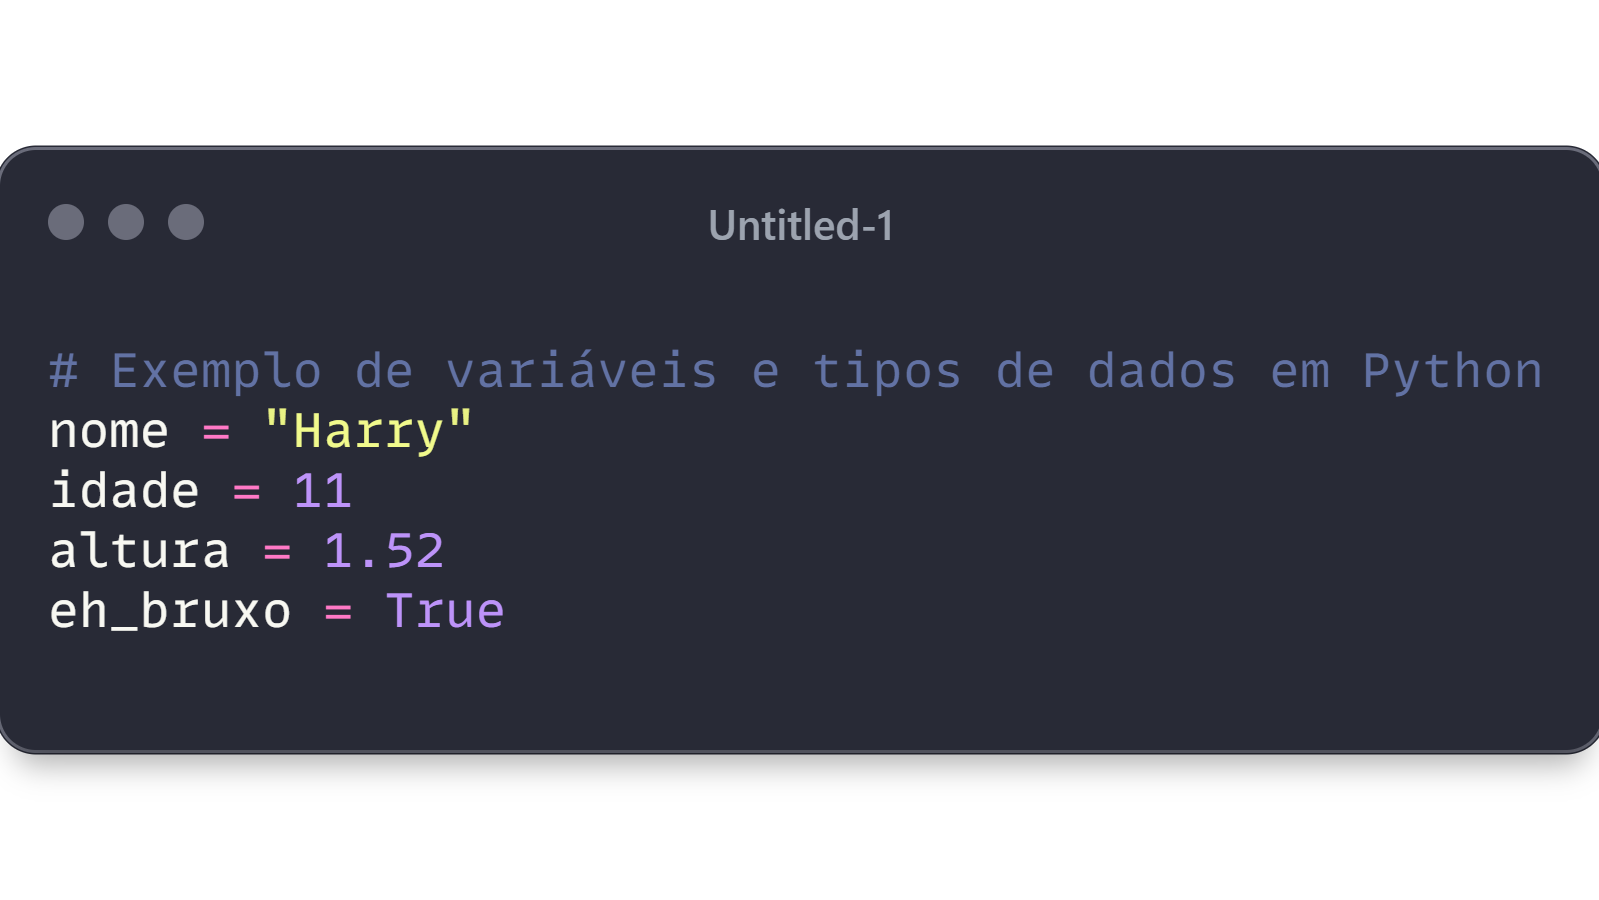 Untitled-1
# Exemplo de variáveis e tipos de dados em Python
nome = "Harry"
idade = 11
altura = 1.52
eh_bruxo = True